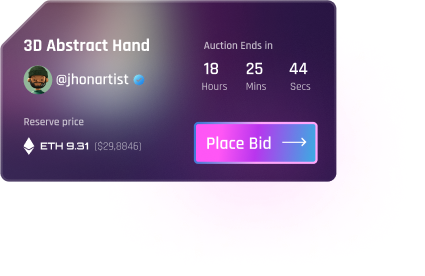 3D Abstract Hand
@jhonartist
Auction Ends in
18 25 44
Hours Mins Secs
Reserve price
ETH 9.31 ($29,8846)
Place Bid